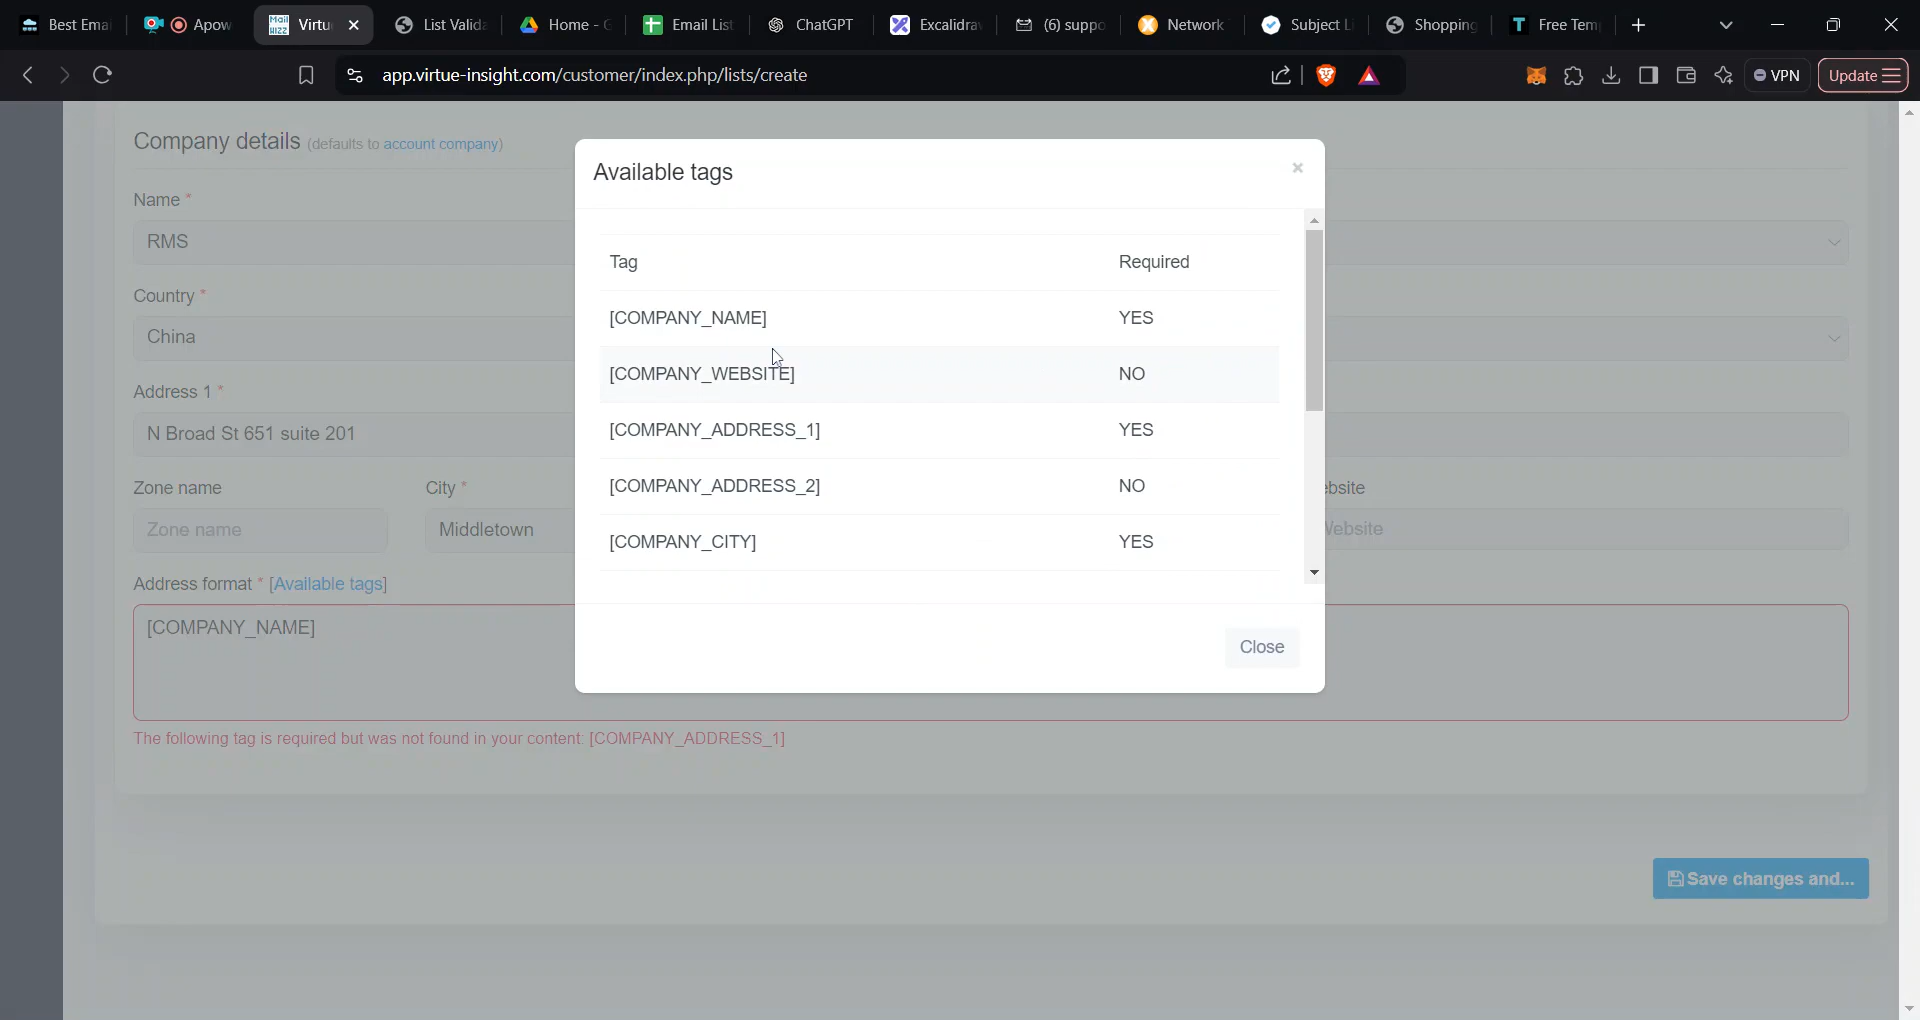 Best Ema
Apow
Virtu
List Valida
Home - G
Email List
ChatGPT
Excalidra
(6) suppo
Network
Subject Li
Shopping
Free Tem
app.virtue-insight.com/customer/index.php/lists/create
VPN
Update
Company details (defaults to account company)
Available tags
×
Name *
RMS
Tag Required
[COMPANY_NAME] YES
Country *
China
[COMPANY_WEBSITE] NO
Address 1 *
N Broad St 651 suite 201
[COMPANY_ADDRESS_1] YES
[COMPANY_ADDRESS_2] NO
Zone name City * ebsite
Zone name Middletown Website
[COMPANY_CITY] YES
Address format * [Available tags]
[COMPANY_NAME]
Close
The following tag is required but was not found in your content: [COMPANY_ADDRESS_1]
Save changes and...